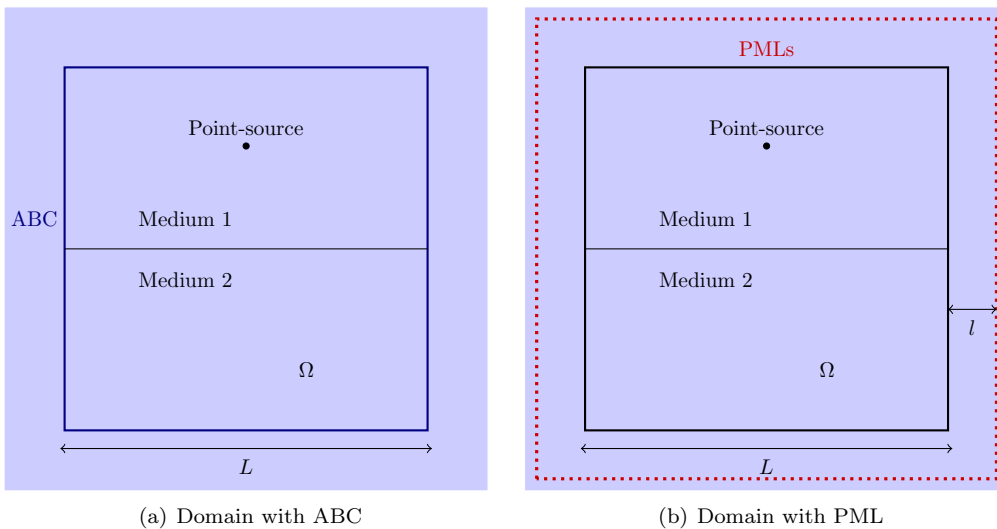 Point-source
ABC
Medium 1
Medium 2
Ω
L
(a) Domain with ABC
PMLs
Point-source
Medium 1
Medium 2
l
Ω
L
(b) Domain with PML